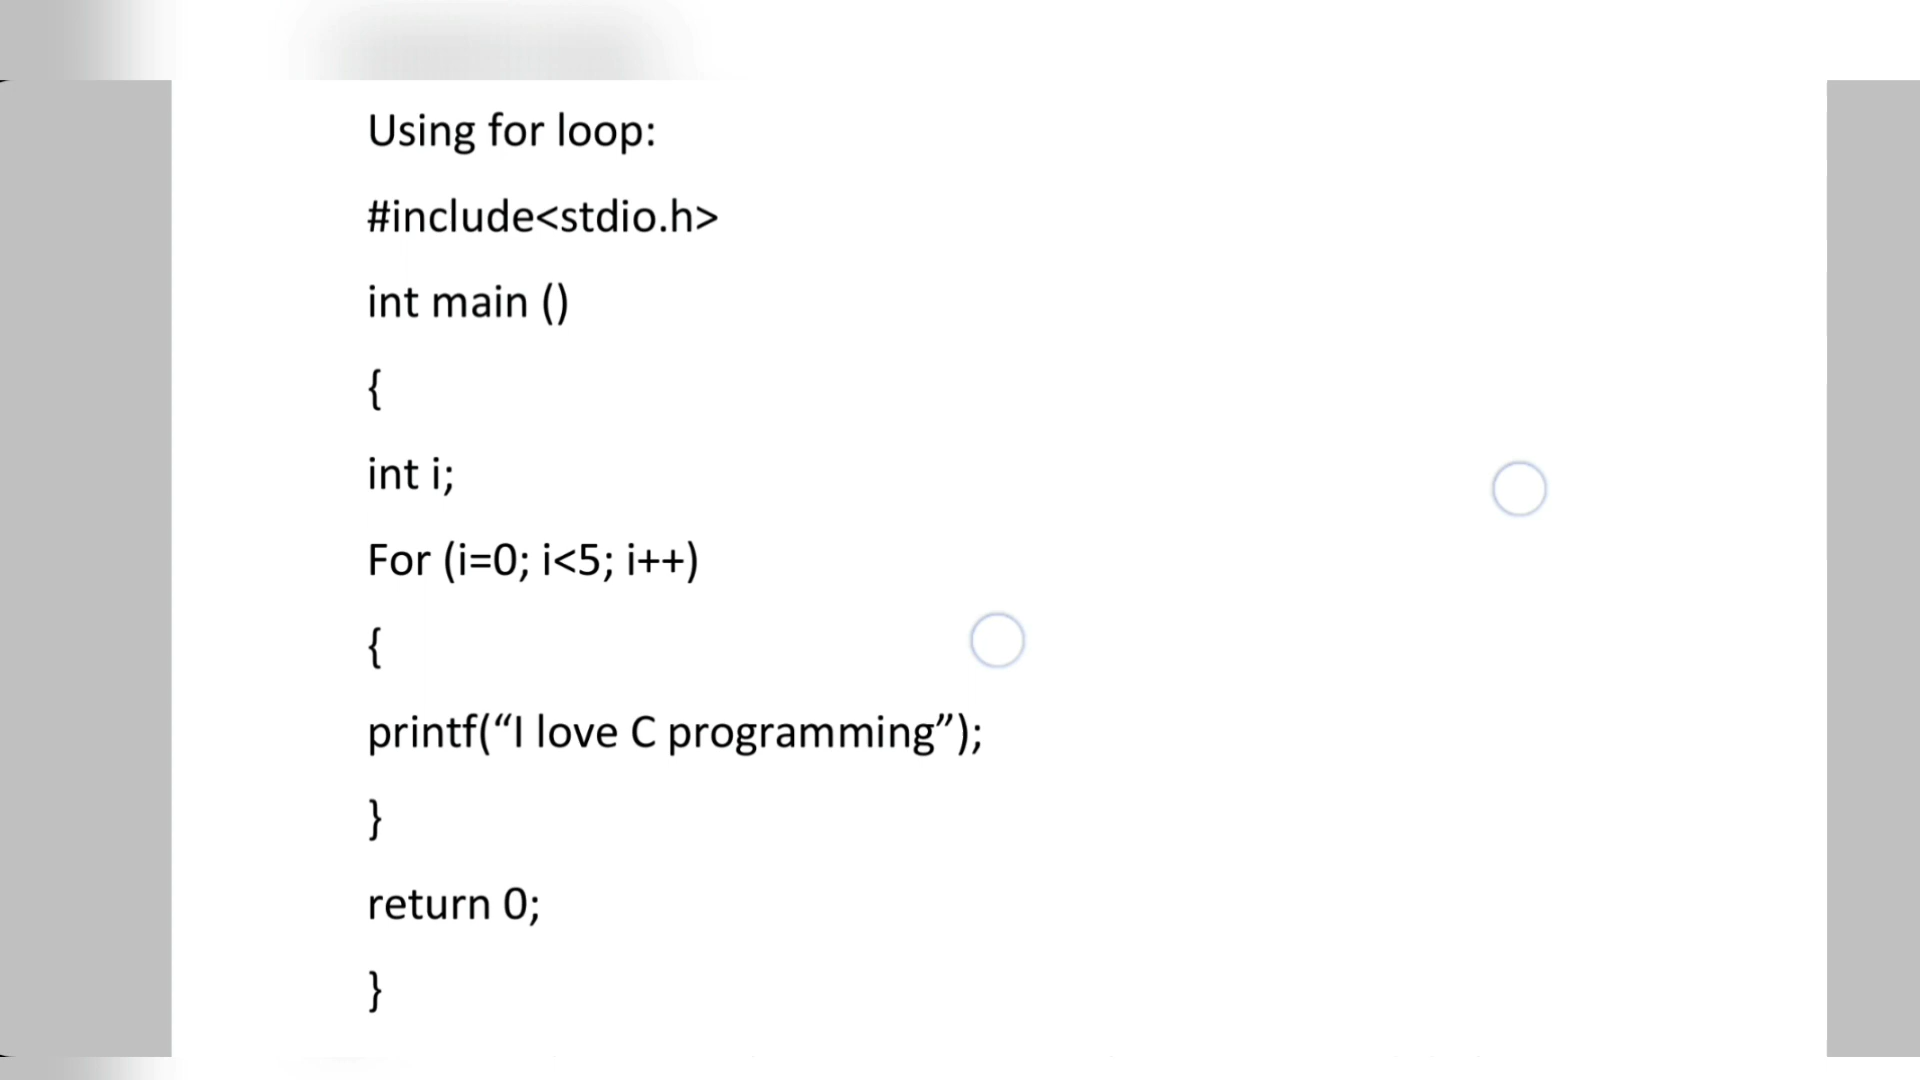 Using for loop:
#include<stdio.h>
int main ()
{
int i;
For (i=0; i<5; i++)
{
printf(“I love C programming”);
}
return 0;
}